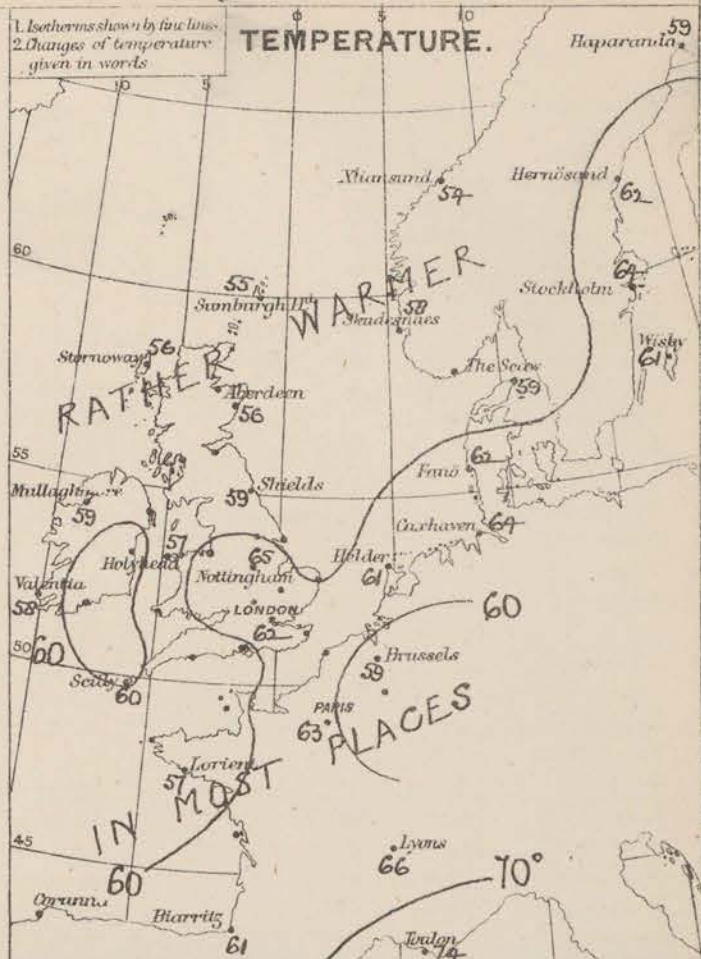 1. Isotherms shown by fine lines.
2. Changes of temperature
given in words
TEMPERATURE.
10
5
0
5
10
59
Haparanda
Xtiansund
54
Hernösand
62
60
55
Sumburgh Hd.
WARMER
58
Skudesnaes
64
Stockholm
Wisby
61
Stornoway
56
RATHER
Aberdeen
56
The Scaw
59
55
Mullaghmore
59
Shields
59
Fanö
62
Cuxhaven
64
57
Holyhead
65
Nottingham
Helder
61
Valentia
58
LONDON
62
60
60
50
Scilly
60
Brussels
59
PARIS
63
PLACES
Lorient
57
IN MOST
45
60
Lyons
66
70°
Corunna
Biarritz
61
Toulon
74